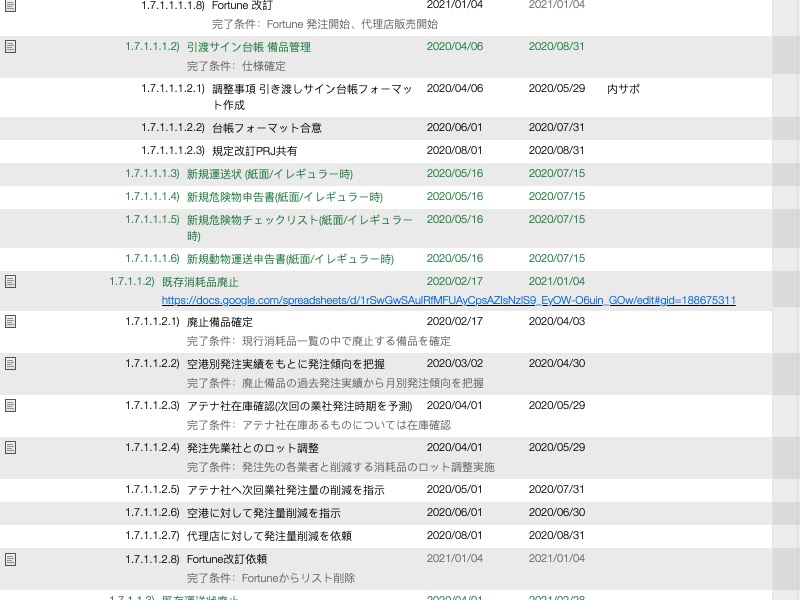 1.7.1.1.1.1.8) Fortune 改訂 2021/01/04 2021/01/04
完了条件: Fortune 発注開始、代理店販売開始
1.7.1.1.1.2) 引渡サイン台帳 備品管理 2020/04/06 2020/08/31
完了条件: 仕様確定
1.7.1.1.1.2.1) 調整事項 引き渡しサイン台帳フォーマッ 2020/04/06 2020/05/29 内サポ
ト作成
1.7.1.1.1.2.2) 台帳フォーマット合意 2020/06/01 2020/07/31
1.7.1.1.1.2.3) 規定改訂PRJ共有 2020/08/01 2020/08/31
1.7.1.1.1.3) 新規運送状 (紙面/イレギュラー時) 2020/05/16 2020/07/15
1.7.1.1.1.4) 新規危険物申告書(紙面/イレギュラー時) 2020/05/16 2020/07/15
1.7.1.1.1.5) 新規危険物チェックリスト(紙面/イレギュラー 2020/05/16 2020/07/15
時)
1.7.1.1.1.6) 新規動物運送申告書(紙面/イレギュラー時) 2020/05/16 2020/07/15
1.7.1.1.2) 既存消耗品廃止 2020/02/17 2021/01/04
1.7.1.1.2.1) 廃止備品確定 2020/02/17 2020/04/03
完了条件: 現行消耗品一覧の中で廃止する備品を確定
1.7.1.1.2.2) 空港別発注実績をもとに発注傾向を把握 2020/03/02 2020/04/30
完了条件: 廃止備品の過去発注実績から月別発注傾向を把握
1.7.1.1.2.3) アテナ社在庫確認(次回の業社発注時期を予測) 2020/04/01 2020/05/29
完了条件: アテナ社在庫あるものについては在庫確認
1.7.1.1.2.4) 発注先業社とのロット調整 2020/04/01 2020/05/29
完了条件: 発注先の各業者と削減する消耗品のロット調整実施
1.7.1.1.2.5) アテナ社へ次回業社発注量の削減を指示 2020/05/01 2020/07/31
1.7.1.1.2.6) 空港に対して発注量削減を指示 2020/06/01 2020/06/30
1.7.1.1.2.7) 代理店に対して発注量削減を依頼 2020/08/01 2020/08/31
1.7.1.1.2.8) Fortune改訂依頼 2021/01/04 2021/01/04
完了条件: Fortuneからリスト削除